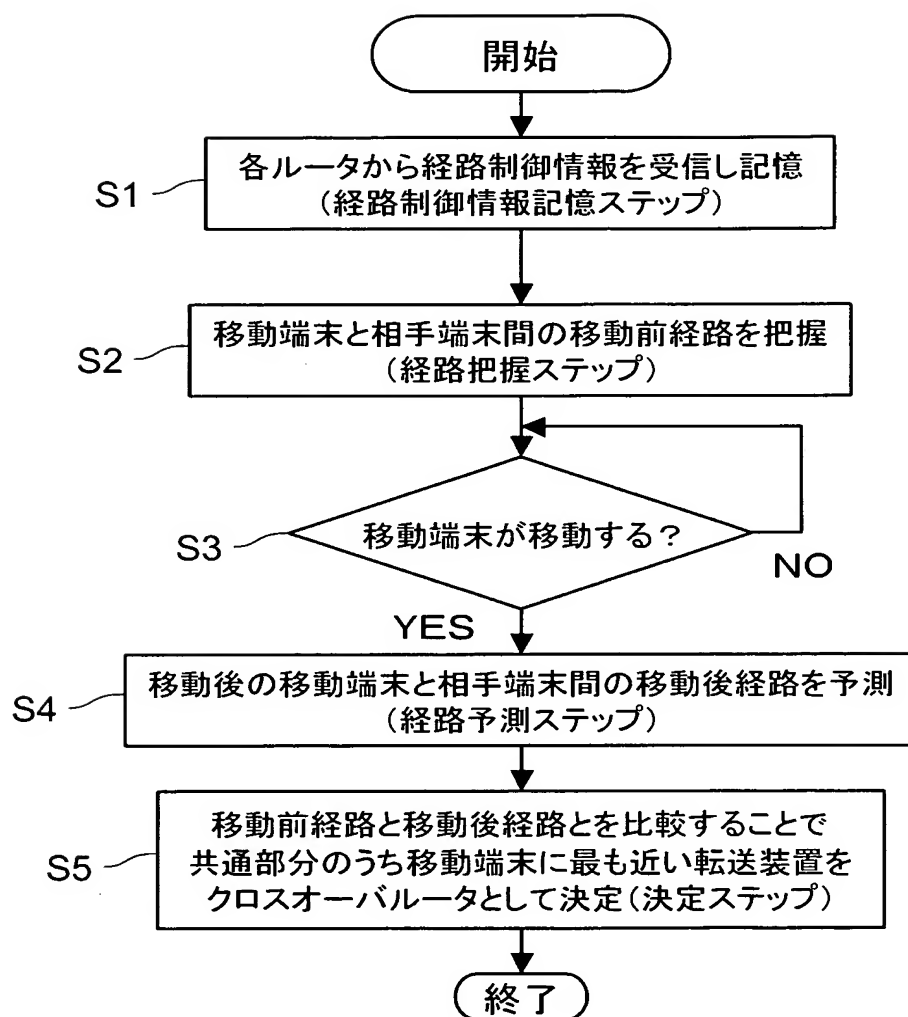 開始
S1
各ルータから経路制御情報を受信し記憶
(経路制御情報記憶ステップ)
S2
移動端末と相手端末間の移動前経路を把握
(経路把握ステップ)
S3
移動端末が移動する?
NO
YES
S4
移動後の移動端末と相手端末間の移動後経路を予測
(経路予測ステップ)
S5
移動前経路と移動後経路とを比較することで
共通部分のうち移動端末に最も近い転送装置を
クロスオーバルータとして決定(決定ステップ)
終了